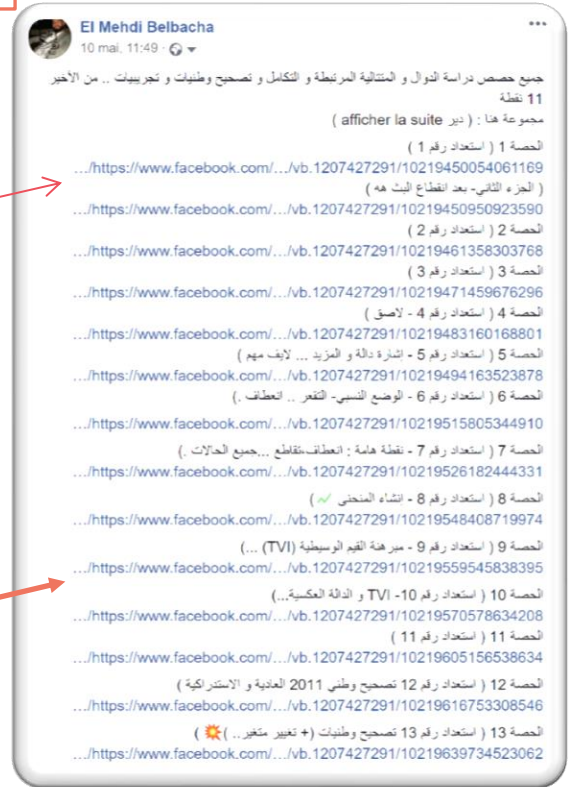 El Mehdi Belbacha
10 mai, 11:49
جميع حصص دراسة الدوال و المتتالية المرتبطة و التكامل و تصحيح وطنيات و تجريبيات .. من الأخير
11 نقطة
مجموعة هنا : ( دير afficher la suite )
الحصة 1 ( استعداد رقم 1 )
https://www.facebook.com/…/vb.1207427291/10219450054061169/…
( الجزء الثاني- بعد انقطاع البث هه )
https://www.facebook.com/…/vb.1207427291/10219450950923590/…
الحصة 2 ( استعداد رقم 2 )
https://www.facebook.com/…/vb.1207427291/10219461358303768/…
الحصة 3 ( استعداد رقم 3 )
https://www.facebook.com/…/vb.1207427291/10219471459676296/…
الحصة 4 ( استعداد رقم 4 - لاصق )
https://www.facebook.com/…/vb.1207427291/10219483160168801/…
الحصة 5 ( استعداد رقم 5 - إشارة دالة و المزيد ... لايف مهم )
https://www.facebook.com/…/vb.1207427291/10219494163523878/…
الحصة 6 ( استعداد رقم 6 - الوضع النسبي- التقعر .. انعطاف .)
https://www.facebook.com/…/vb.1207427291/10219515805344910/…
الحصة 7 ( استعداد رقم 7 - نقطة هامة : انعطاف،تقاطع ...جميع الحالات .)
https://www.facebook.com/…/vb.1207427291/10219526182444331/…
الحصة 8 ( استعداد رقم 8 - انشاء المنحنى )
https://www.facebook.com/…/vb.1207427291/10219548408719974/…
الحصة 9 ( استعداد رقم 9 - مبرهنة القيم الوسيطية (TVI) ...)
https://www.facebook.com/…/vb.1207427291/10219559545838395/…
الحصة 10 ( استعداد رقم 10- TVI و الدالة العكسية...)
https://www.facebook.com/…/vb.1207427291/10219570578634208/…
الحصة 11 ( استعداد رقم 11 )
https://www.facebook.com/…/vb.1207427291/10219605156538634/…
الحصة 12 ( استعداد رقم 12 تصحيح وطني 2011 العادية و الاستدراكية )
https://www.facebook.com/…/vb.1207427291/10219616753308546/…
الحصة 13 ( استعداد رقم 13 تصحيح وطنيات (+ تغيير متغير.. )💥 )
https://www.facebook.com/…/vb.1207427291/10219639734523062/…